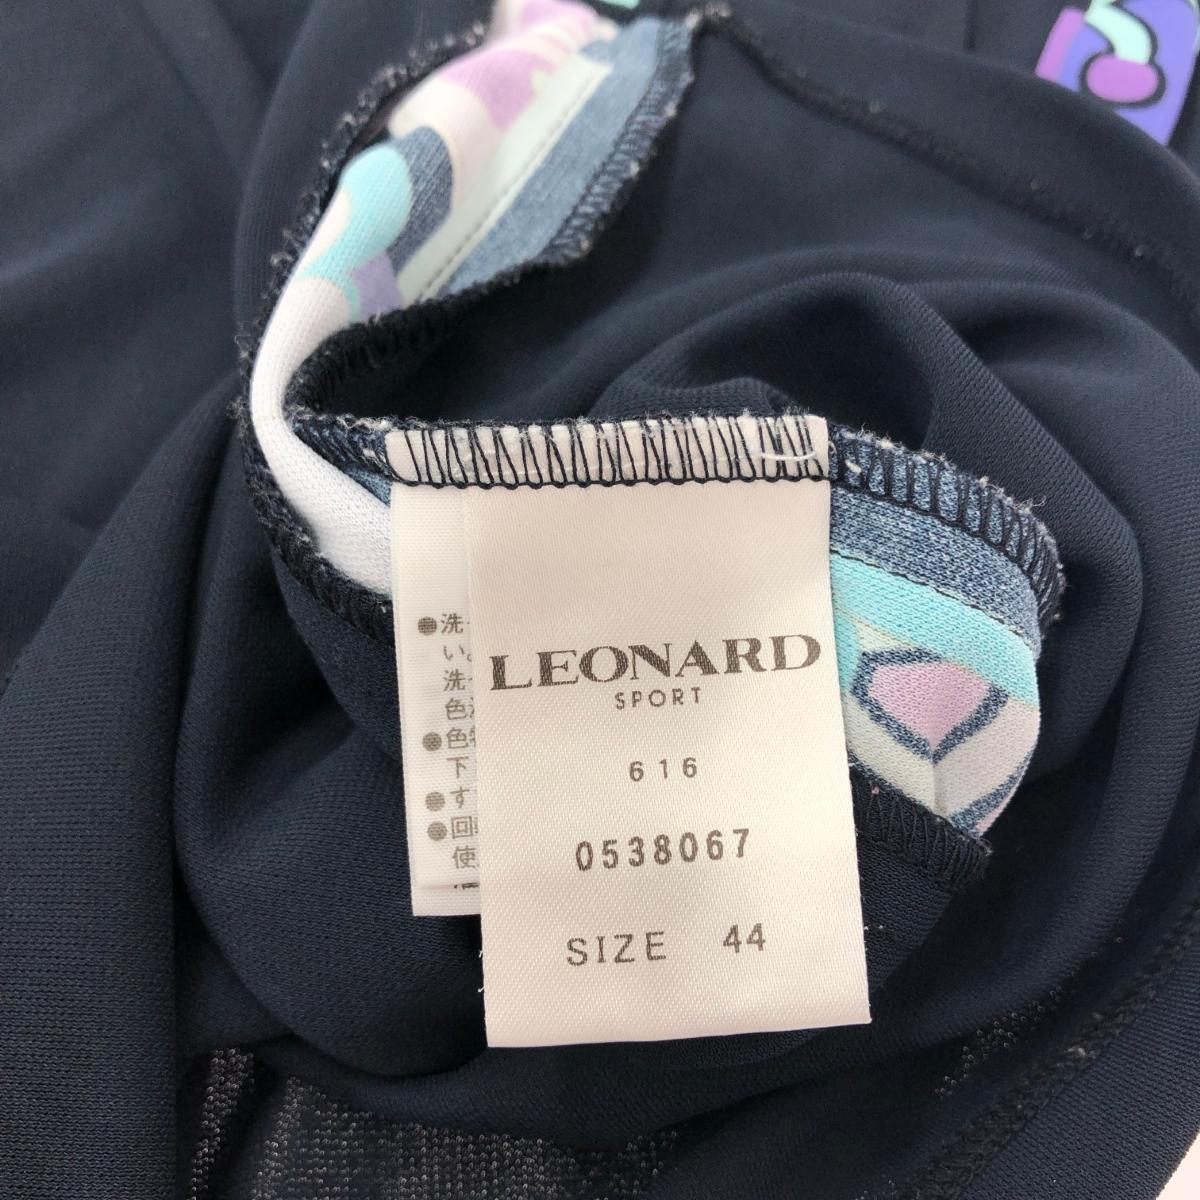 LEONARD
SPORT
616
0538067
SIZE 44
●洗
い。
洗
色
●色
下
●す
●回
使